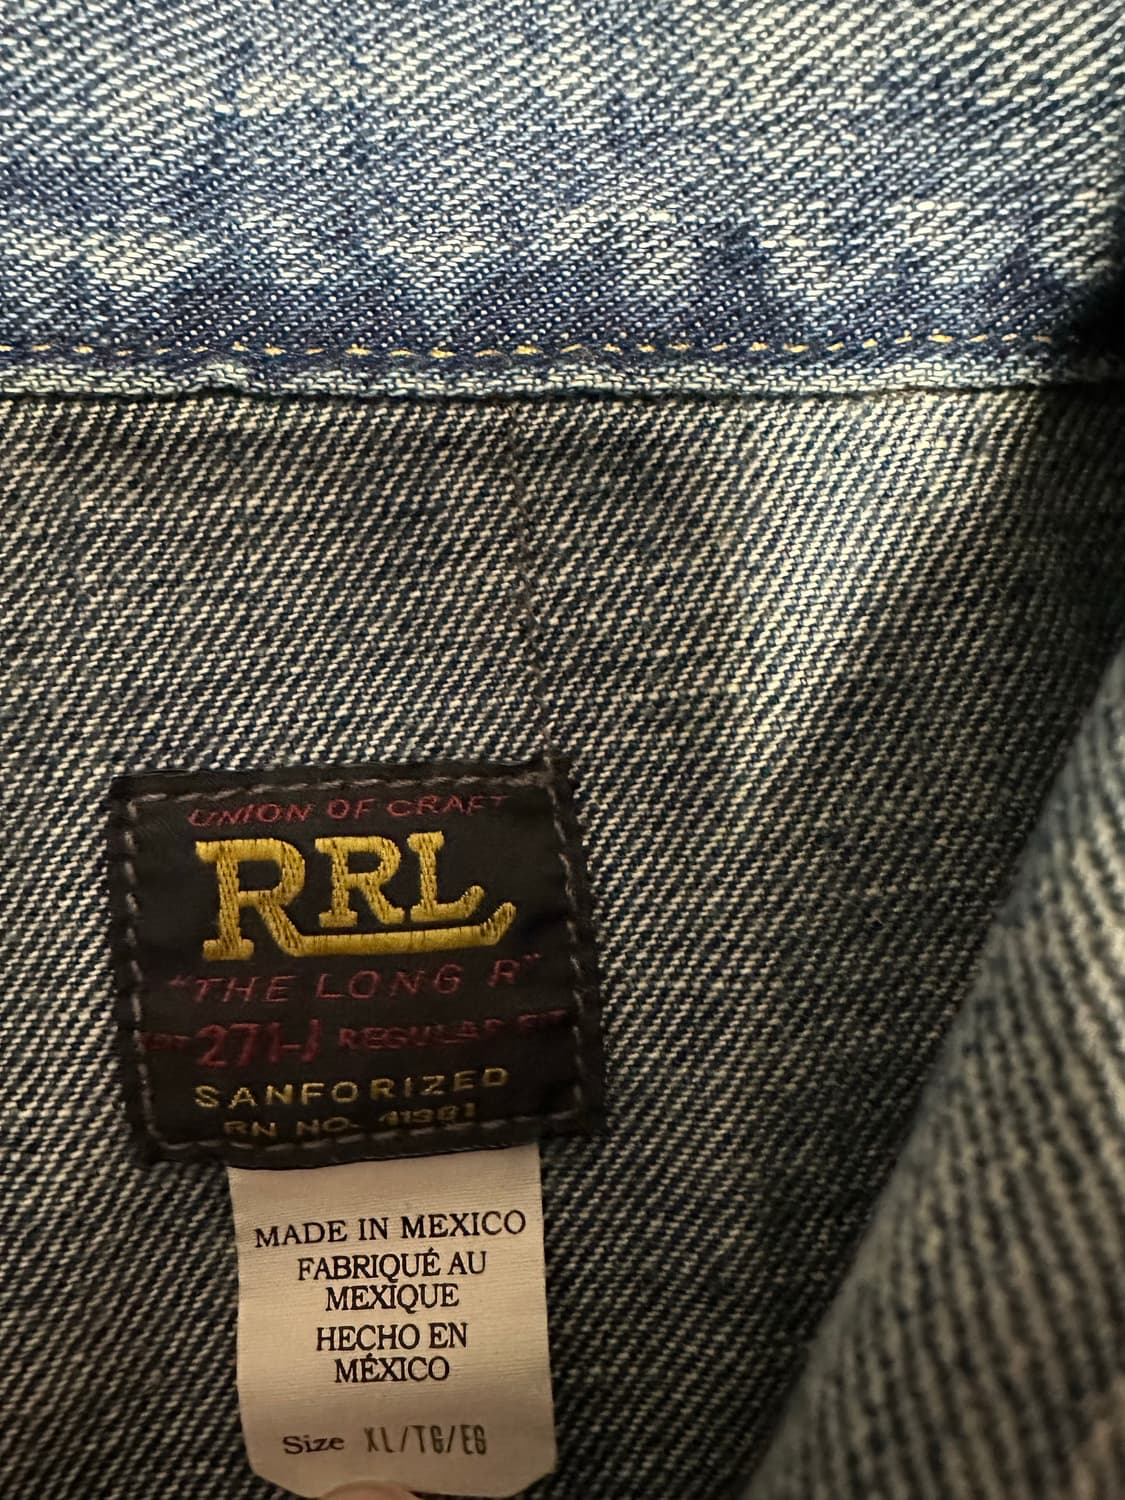 UNION OF CRAFT
RRL
"THE LONG R"
271-J REGULAR FIT
SANFORIZED
RN NO. 41381
MADE IN MEXICO
FABRIQUÉ AU
MEXIQUE
HECHO EN
MÉXICO
Size XL/TG/EG